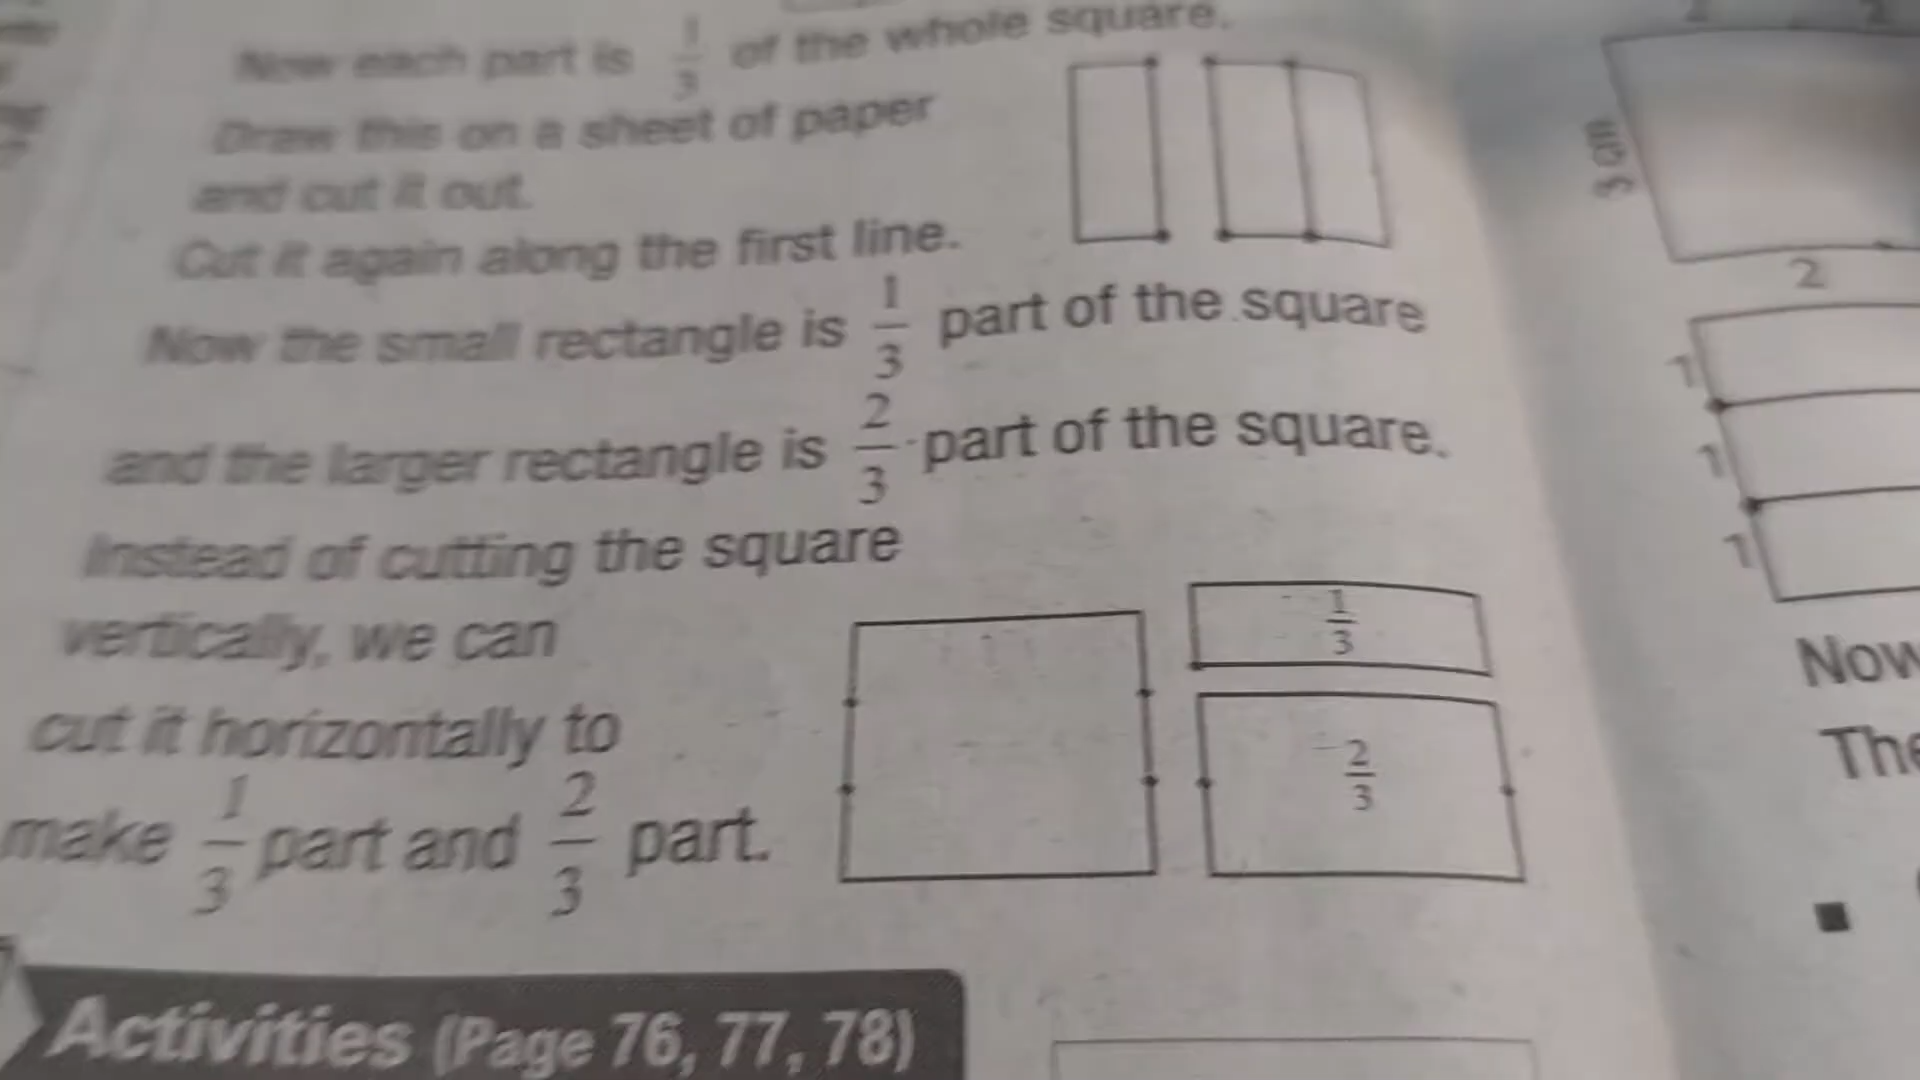 Now each part is 1/3 of the whole square.
Draw this on a sheet of paper
and cut it out.
Cut it again along the first line.
Now the small rectangle is 1/3 part of the square
and the larger rectangle is 2/3 part of the square.
Instead of cutting the square
vertically, we can
cut it horizontally to
make 1/3 part and 2/3 part.
1/3
2/3
Activities (Page 76, 77, 78)
3 cm
2
1
1
1
Now
The